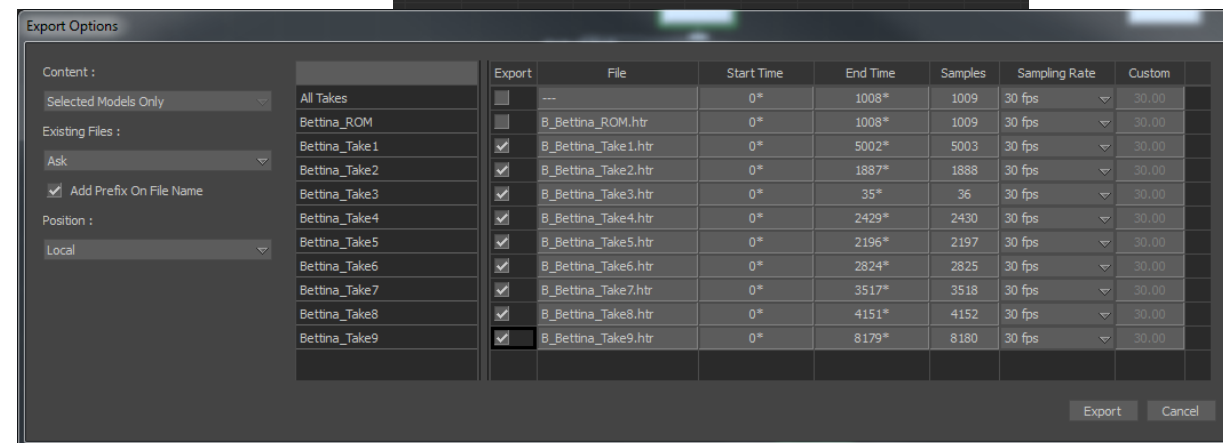 Export Options
Content :
Selected Models Only
Existing Files :
Ask
Add Prefix On File Name
Position :
Local
Export File Start Time End Time Samples Sampling Rate Custom
All Takes --- 0* 1008* 1009 30 fps 30.00
Bettina_ROM B_Bettina_ROM.htr 0* 1008* 1009 30 fps 30.00
Bettina_Take1 B_Bettina_Take1.htr 0* 5002* 5003 30 fps 30.00
Bettina_Take2 B_Bettina_Take2.htr 0* 1887* 1888 30 fps 30.00
Bettina_Take3 B_Bettina_Take3.htr 0* 35* 36 30 fps 30.00
Bettina_Take4 B_Bettina_Take4.htr 0* 2429* 2430 30 fps 30.00
Bettina_Take5 B_Bettina_Take5.htr 0* 2196* 2197 30 fps 30.00
Bettina_Take6 B_Bettina_Take6.htr 0* 2824* 2825 30 fps 30.00
Bettina_Take7 B_Bettina_Take7.htr 0* 3517* 3518 30 fps 30.00
Bettina_Take8 B_Bettina_Take8.htr 0* 4151* 4152 30 fps 30.00
Bettina_Take9 B_Bettina_Take9.htr 0* 8179* 8180 30 fps 30.00
Export Cancel